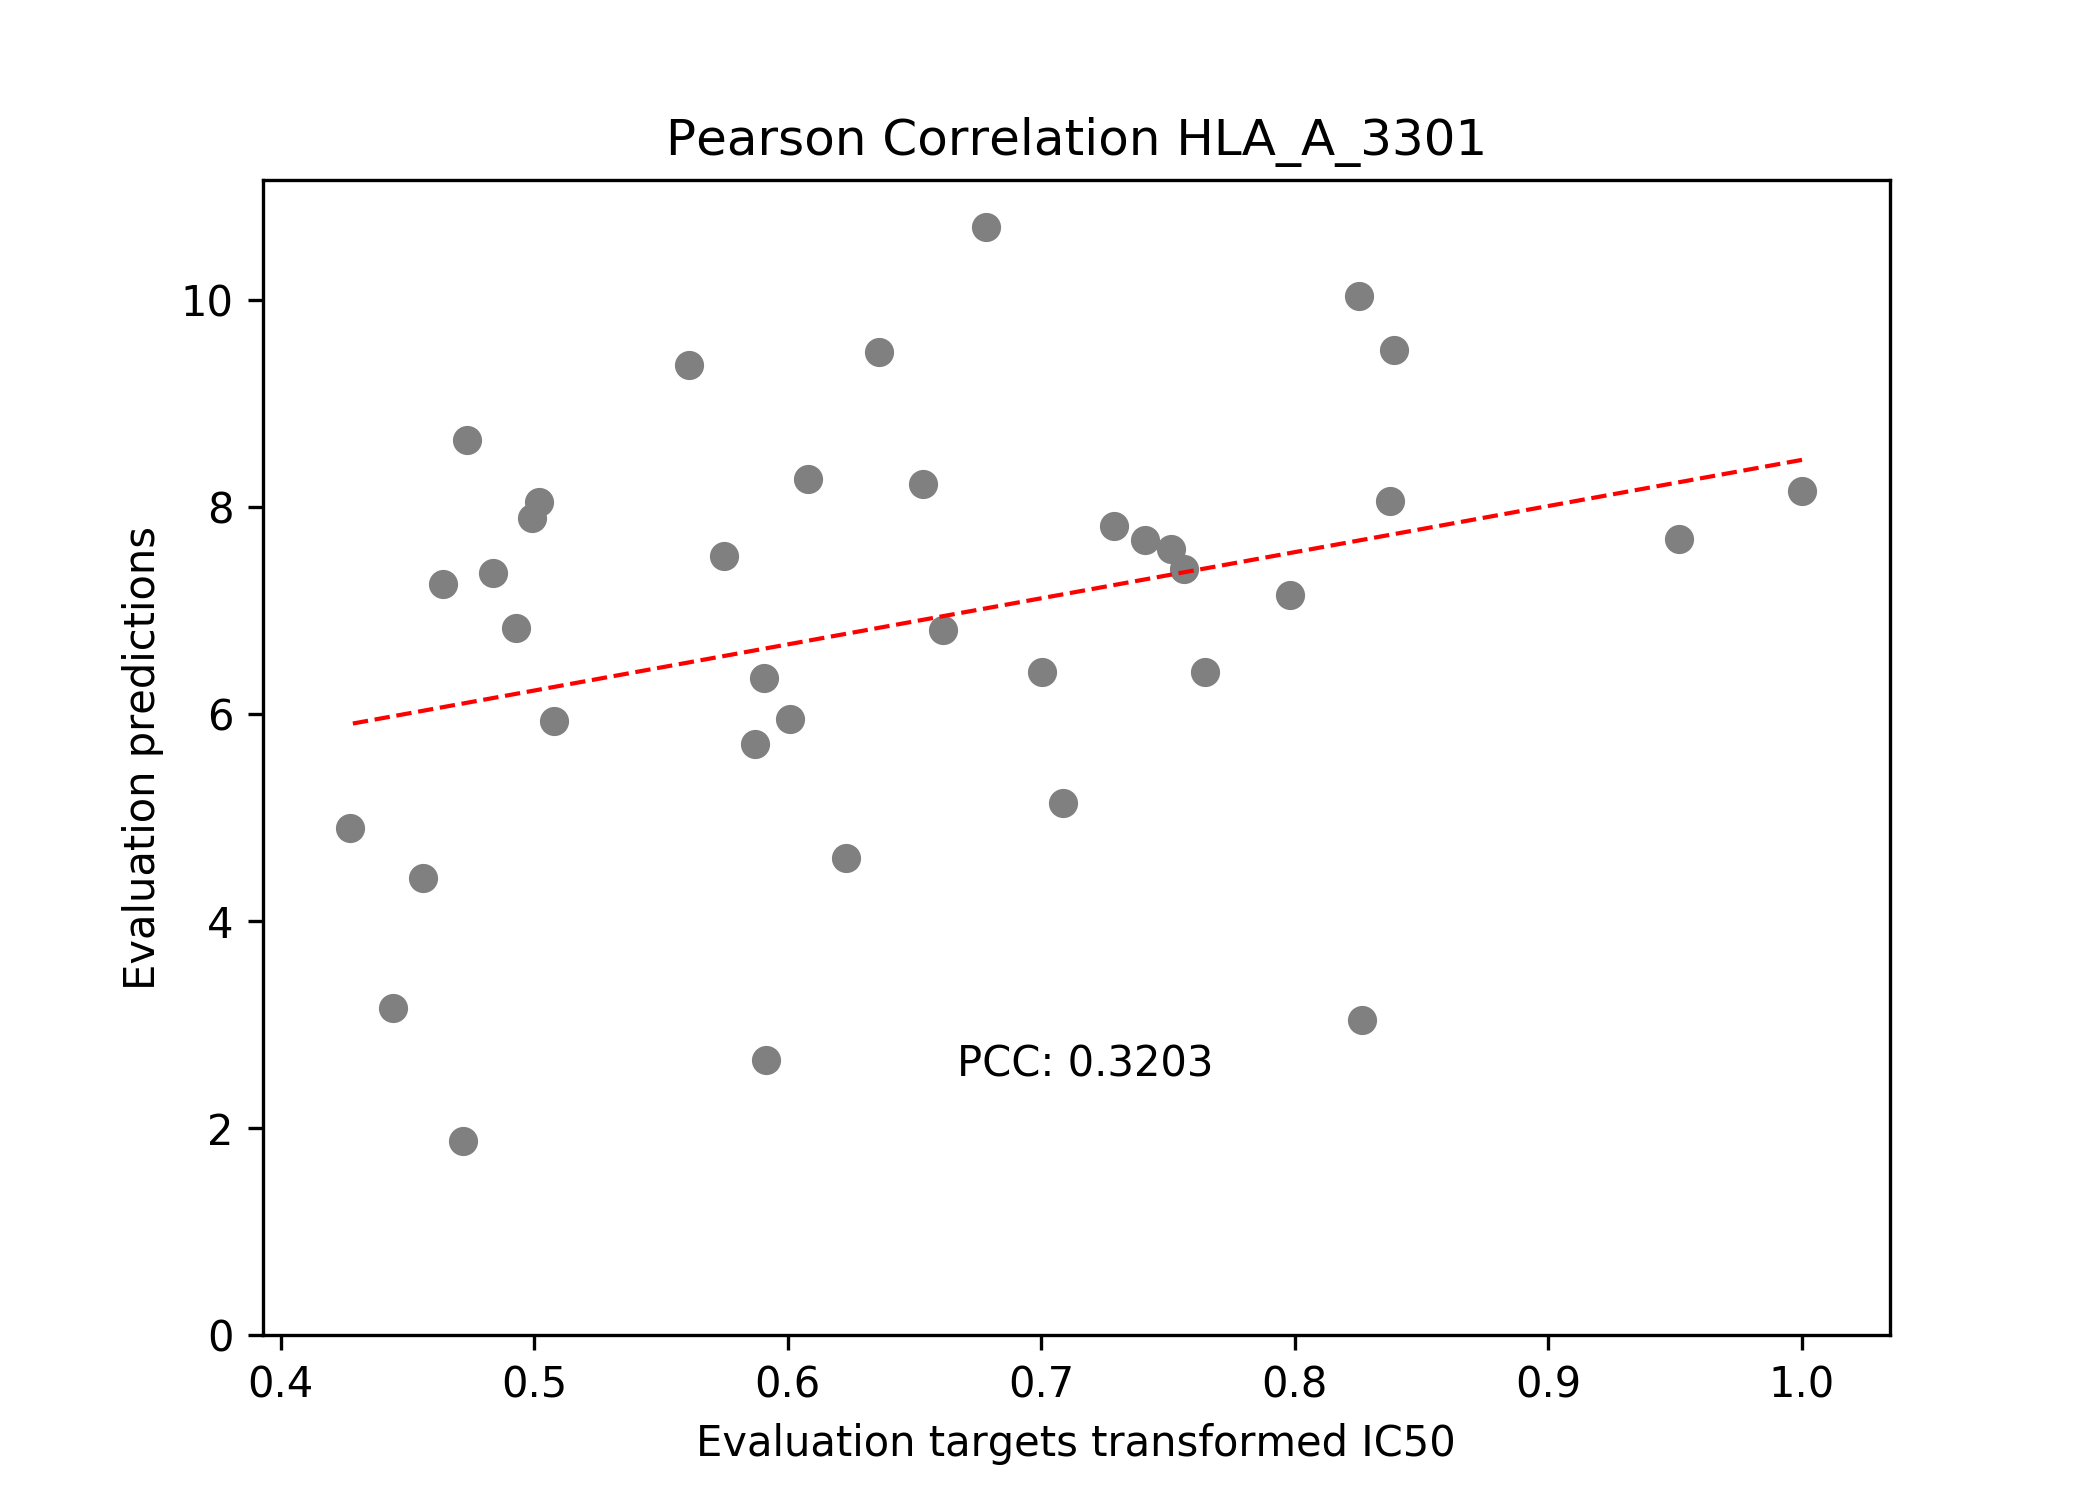 Pearson Correlation HLA_A_3301
Evaluation predictions
10
8
6
4
2
0
PCC: 0.3203
0.4 0.5 0.6 0.7 0.8 0.9 1.0
Evaluation targets transformed IC50